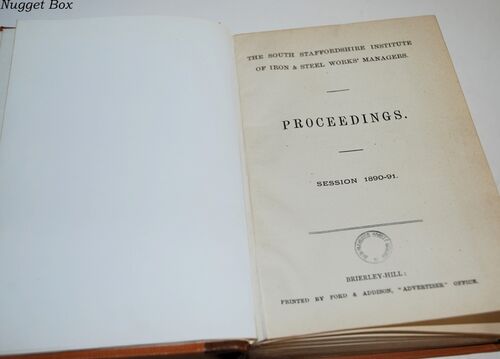 Nugget Box
THE SOUTH STAFFORDSHIRE INSTITUTE
OF IRON & STEEL WORKS' MANAGERS.
PROCEEDINGS.
SESSION 1890-91.
BRIERLEY-HILL:
PRINTED BY FORD & ADDISON, "ADVERTISER" OFFICE.